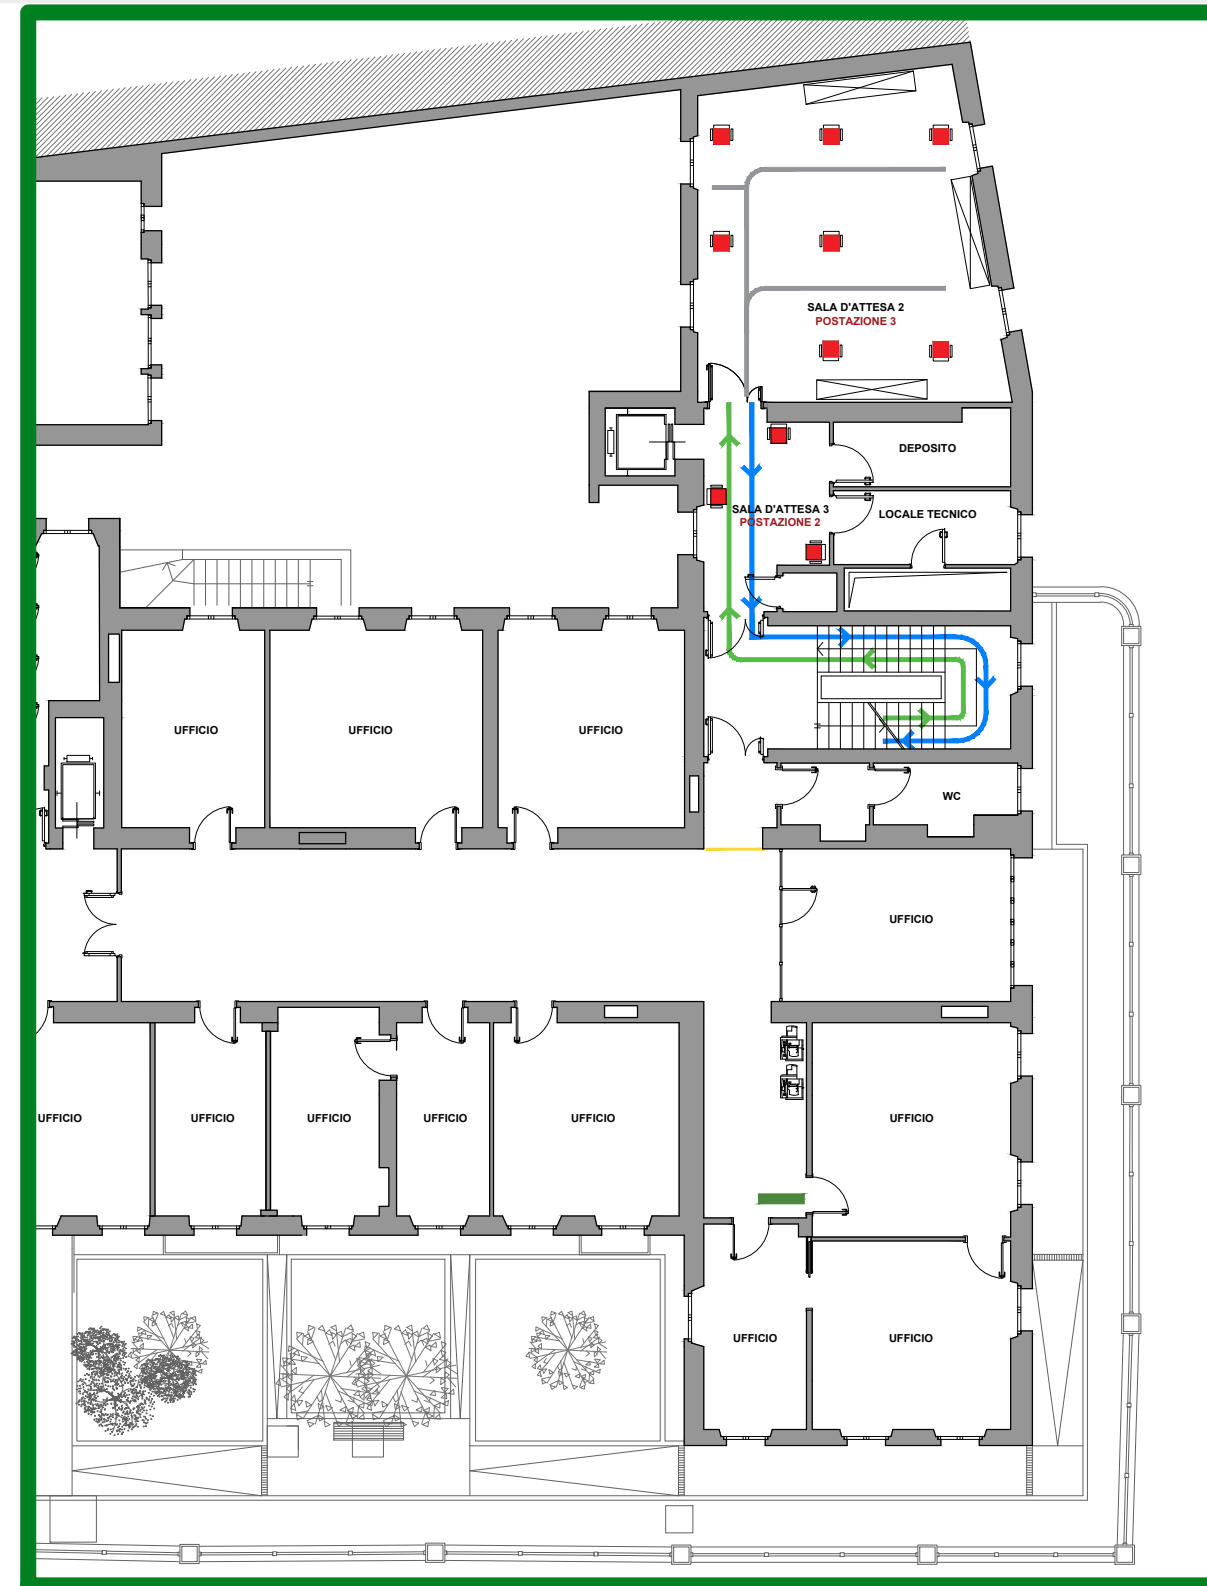 SALA D'ATTESA 2
POSTAZIONE 3
DEPOSITO
SALA D'ATTESA 3
POSTAZIONE 2
LOCALE TECNICO
UFFICIO
UFFICIO
UFFICIO
WC
UFFICIO
UFFICIO
UFFICIO
UFFICIO
UFFICIO
UFFICIO
UFFICIO
UFFICIO
UFFICIO